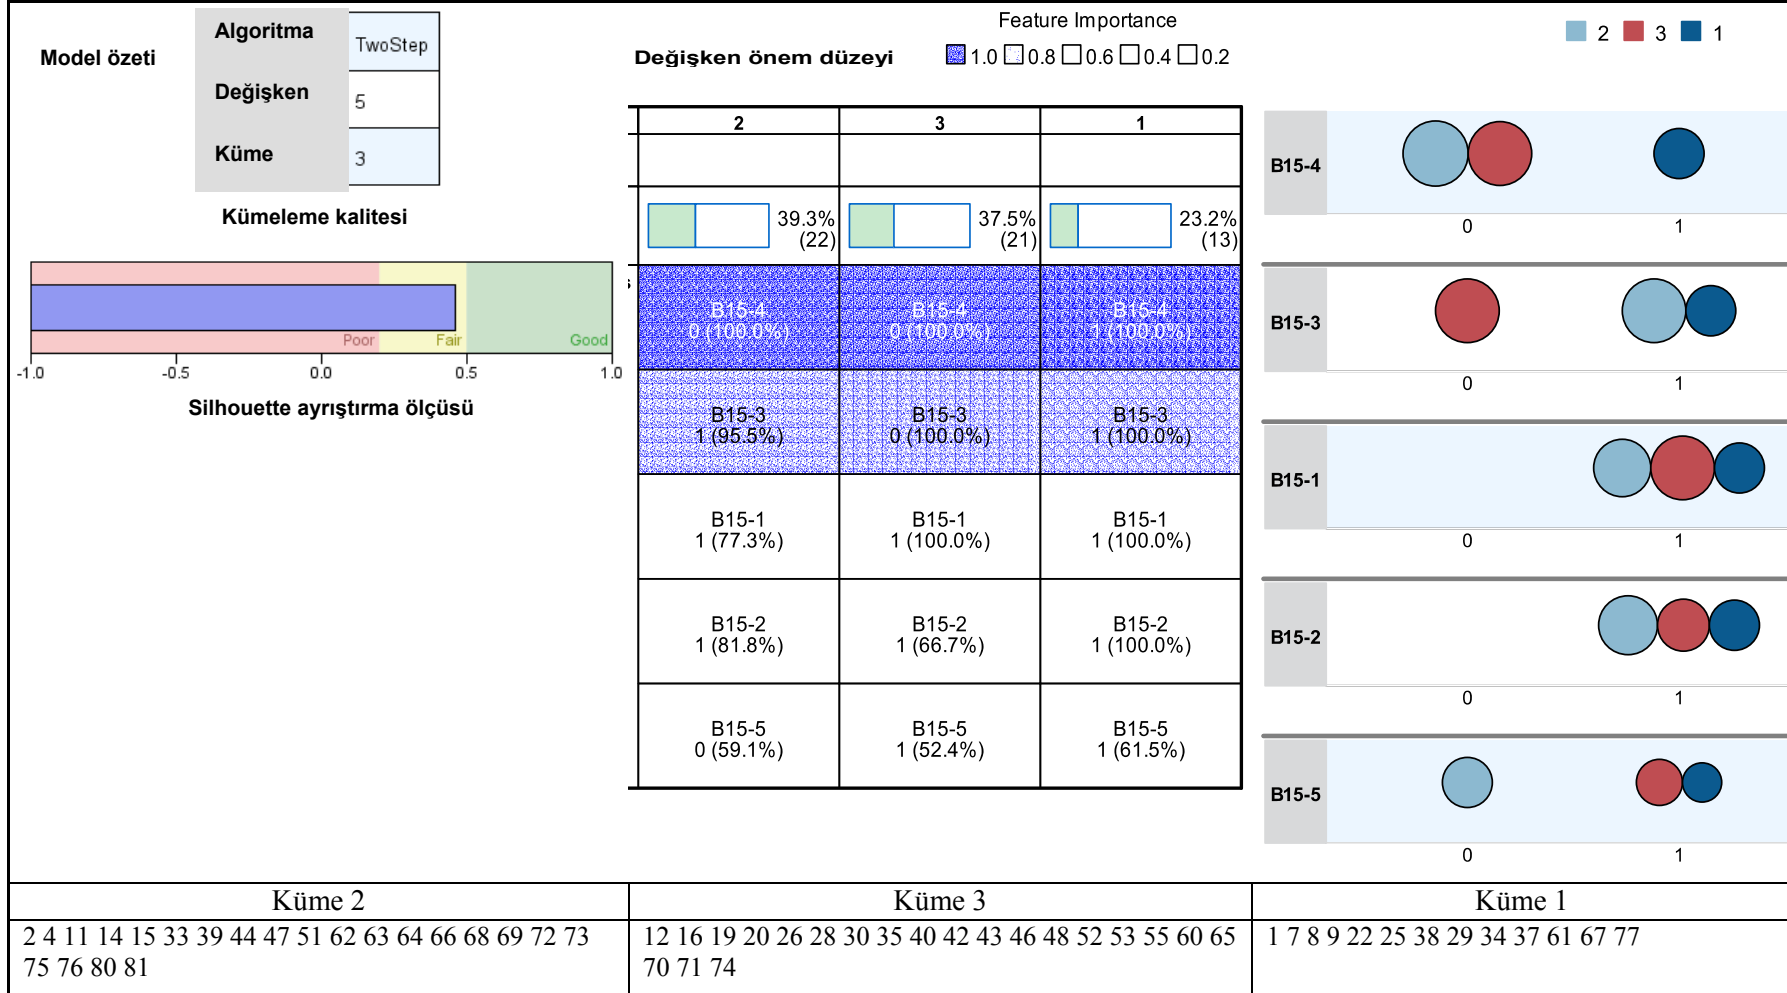 Model özeti
Algoritma TwoStep
Değişken 5
Küme 3
Kümeleme kalitesi
Poor Fair Good
-1.0 -0.5 0.0 0.5 1.0
Silhouette ayrıştırma ölçüsü
Feature Importance
Değişken önem düzeyi 1.0 0.8 0.6 0.4 0.2
2 3 1
39.3% 37.5% 23.2%
(22) (21) (13)
B15-4 B15-4 B15-4
0 (100.0%) 0 (100.0%) 1 (100.0%)
B15-3 B15-3 B15-3
1 (95.5%) 0 (100.0%) 1 (100.0%)
B15-1 B15-1 B15-1
1 (77.3%) 1 (100.0%) 1 (100.0%)
B15-2 B15-2 B15-2
1 (81.8%) 1 (66.7%) 1 (100.0%)
B15-5 B15-5 B15-5
0 (59.1%) 1 (52.4%) 1 (61.5%)
2 3 1
B15-4
0 1
B15-3
0 1
B15-1
0 1
B15-2
0 1
B15-5
0 1
Küme 2
2 4 11 14 15 33 39 44 47 51 62 63 64 66 68 69 72 73
75 76 80 81
Küme 3
12 16 19 20 26 28 30 35 40 42 43 46 48 52 53 55 60 65
70 71 74
Küme 1
1 7 8 9 22 25 38 29 34 37 61 67 77